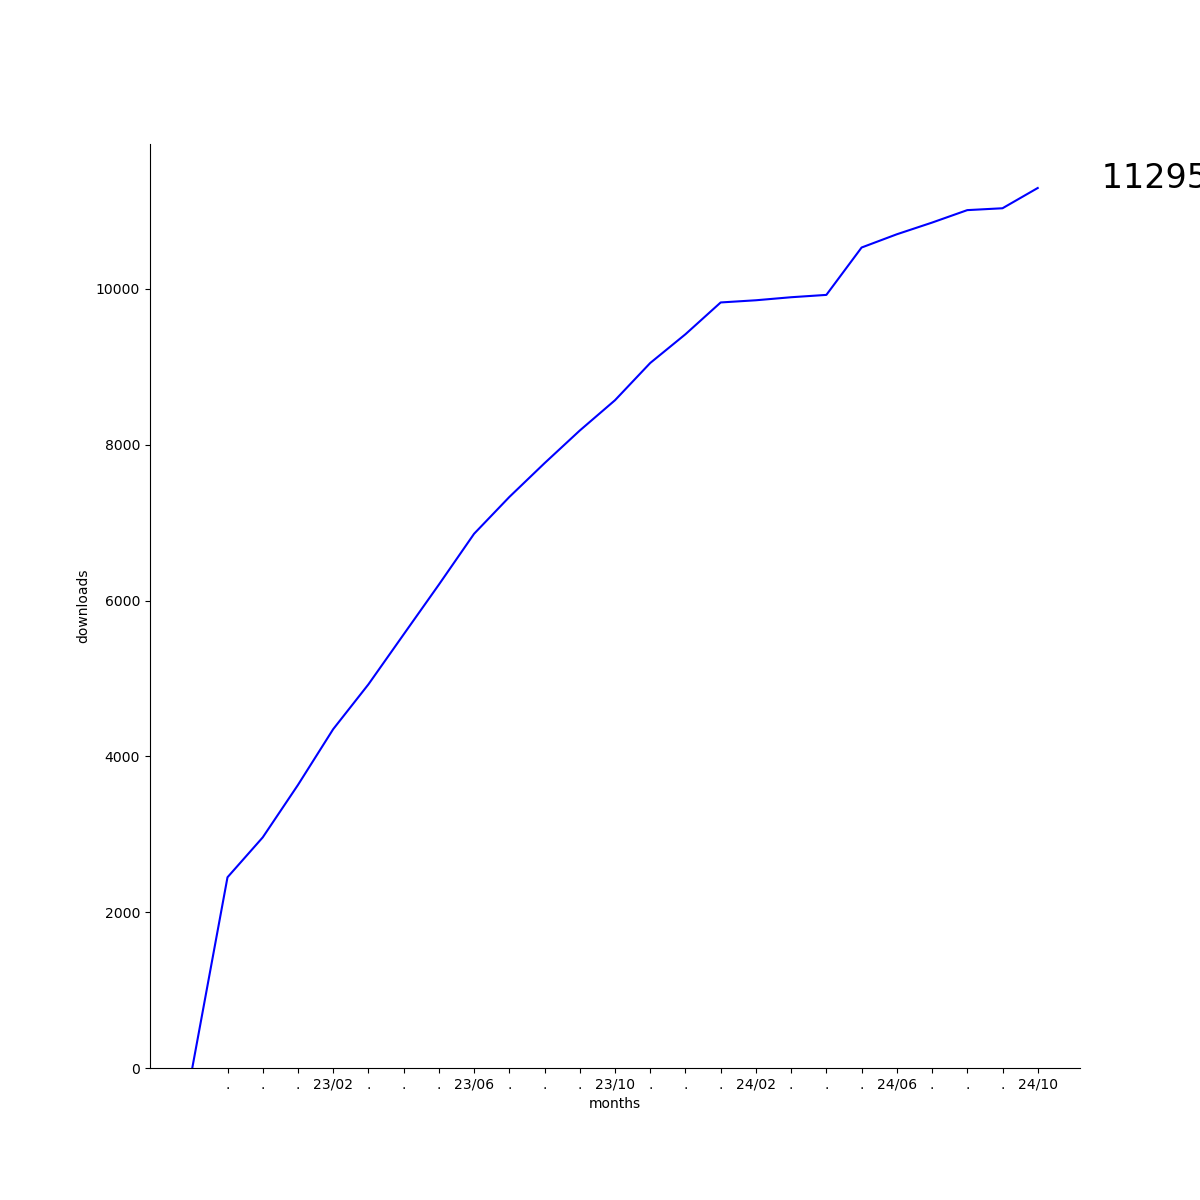 11295
10000
8000
6000
4000
2000
0
downloads
. . . 23/02 . . . 23/06 . . . 23/10 . . . 24/02 . . . 24/06 . . . 24/10
months